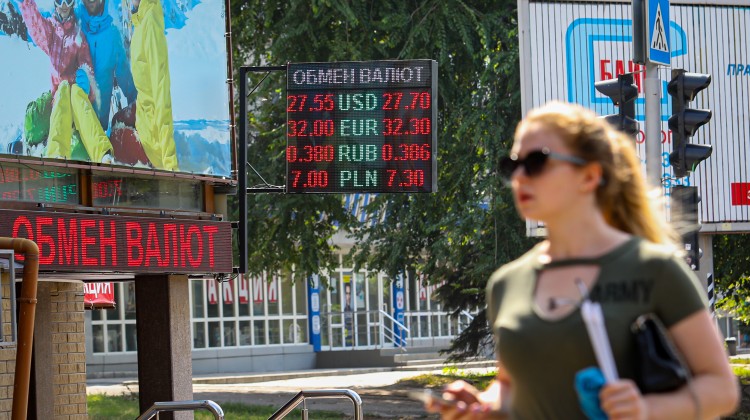 ОБМЕН ВАЛЮТ
27.55 USD 27.70
32.00 EUR 32.30
0.380 RUB 0.386
7.00 PLN 7.30
ОБМЕН ВАЛЮТ
АКЦИЯ
ARMY